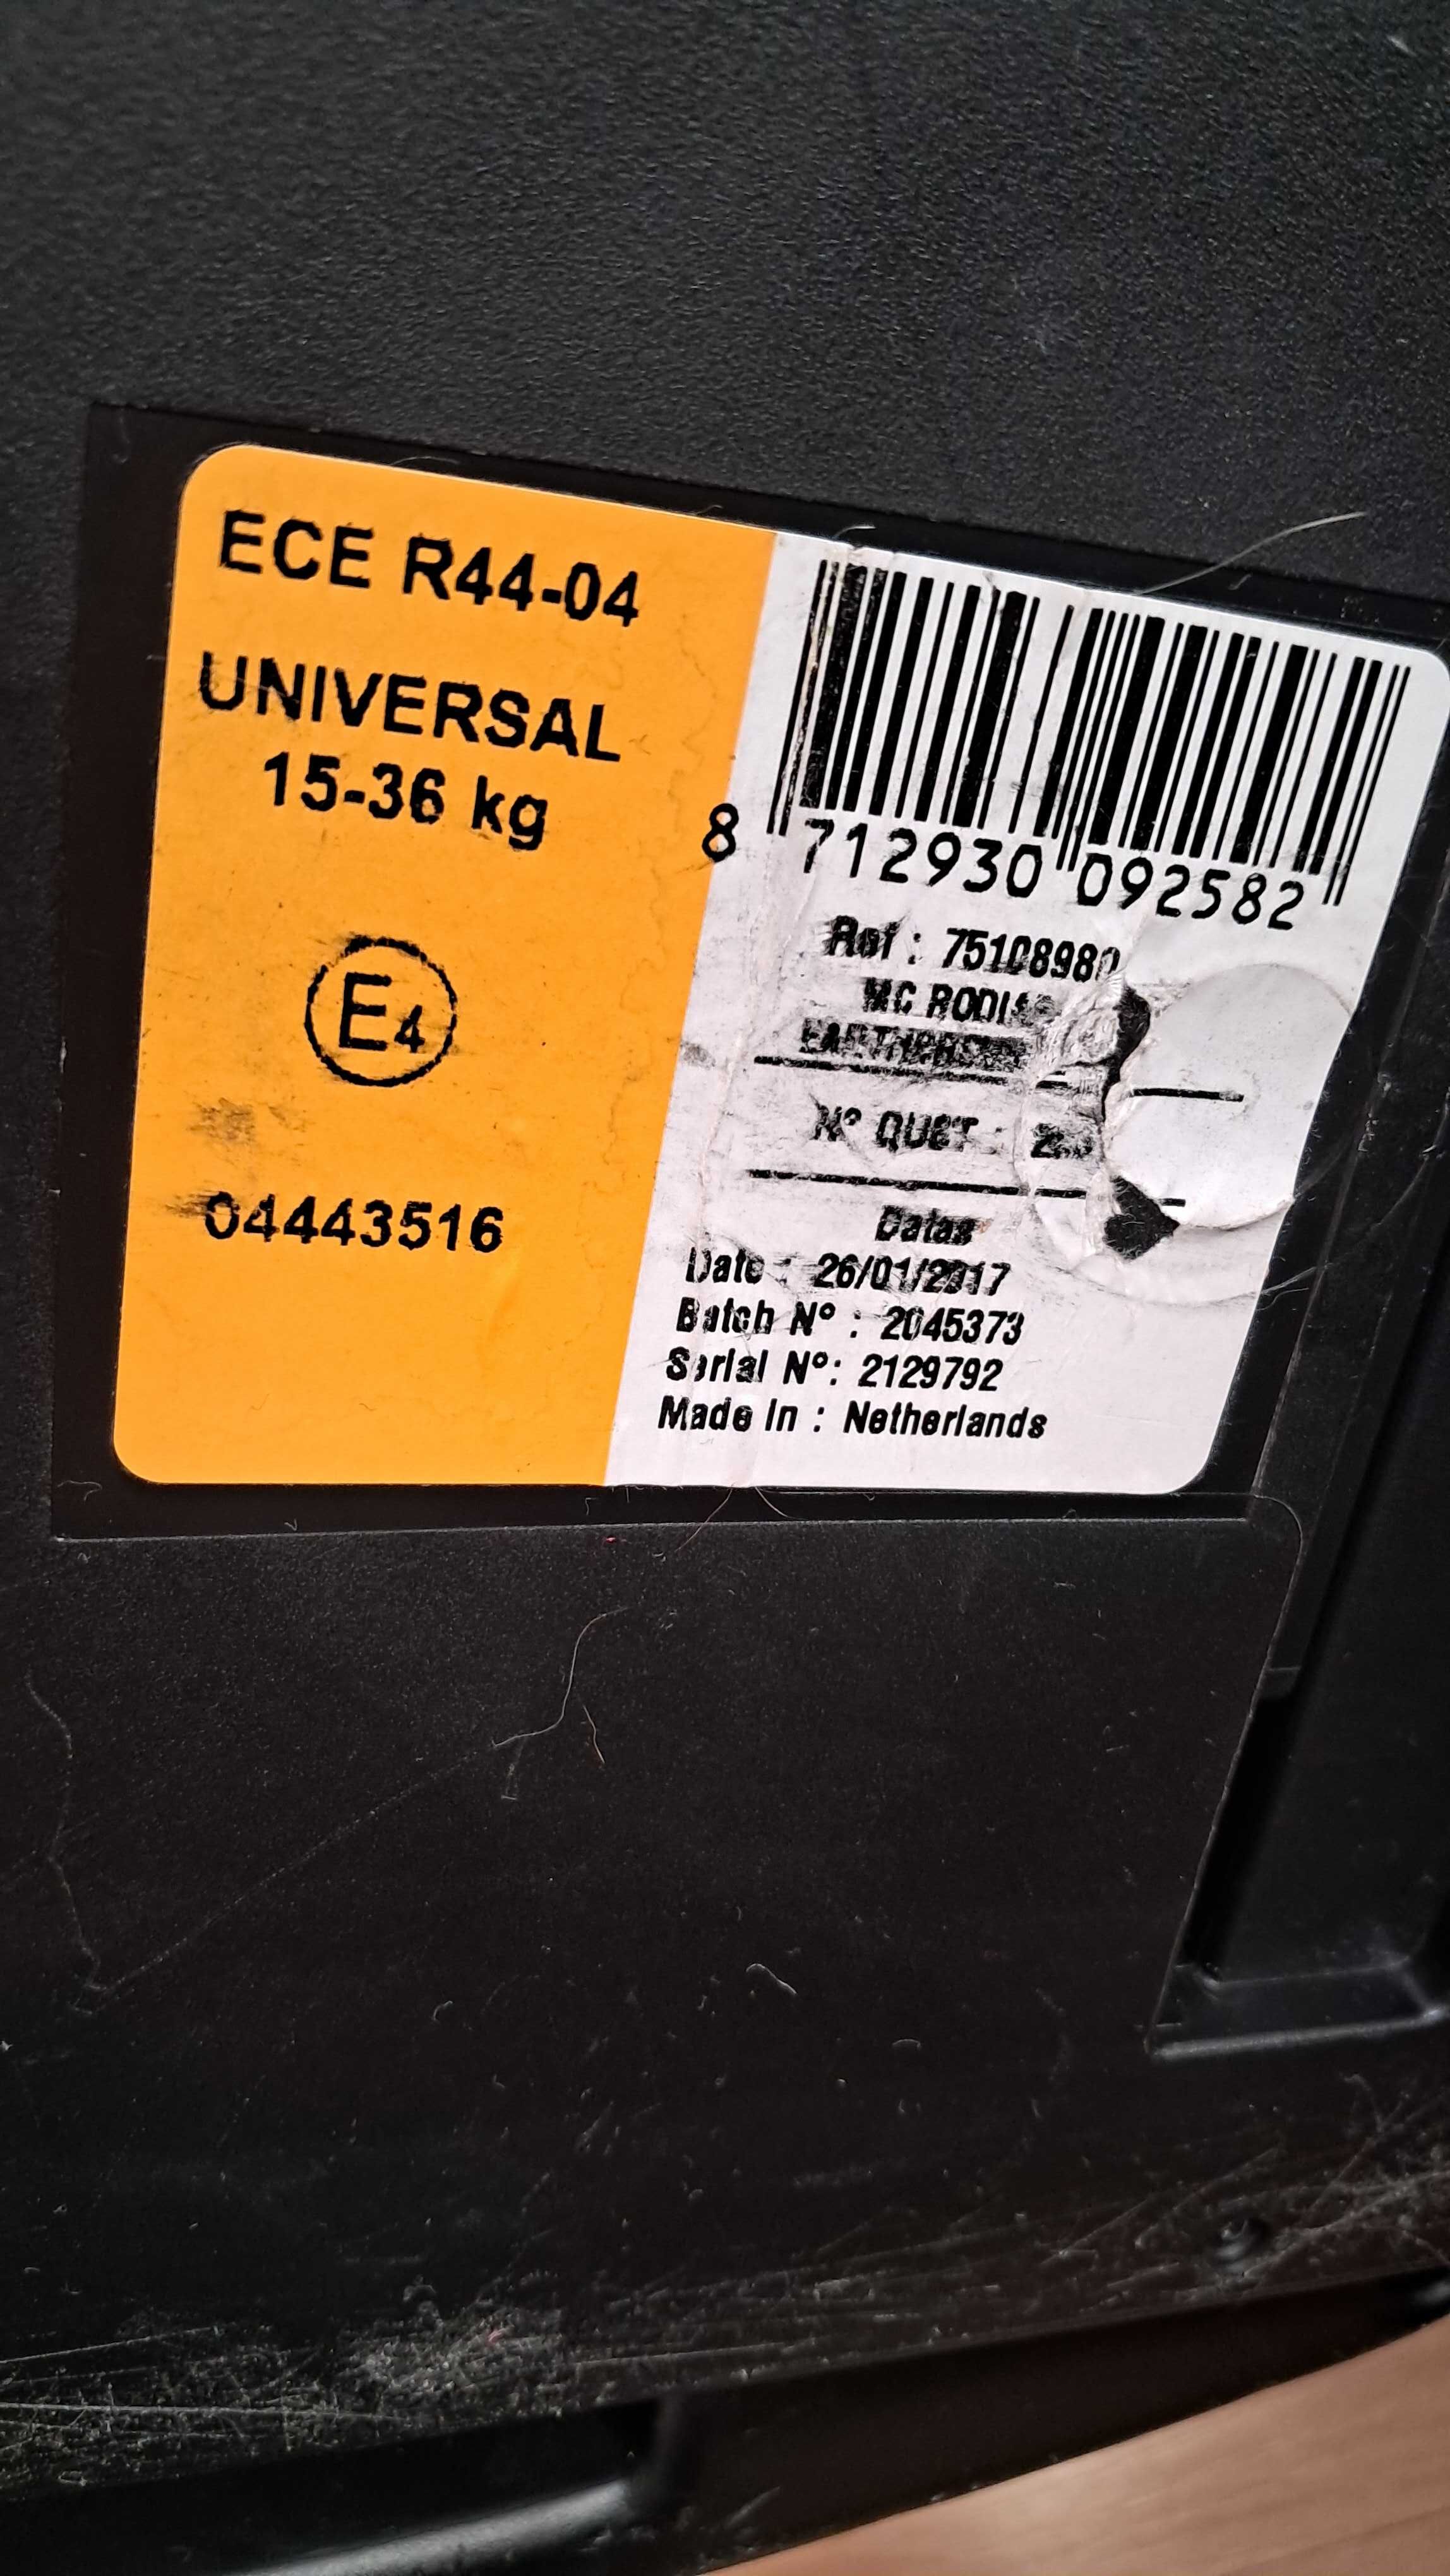 ECE R44-04
UNIVERSAL
15-36 kg
E4
04443516
8 712930 092582
Ref :
MC
N° QUET :
Datas
Date : 26/01/2017
Batch N° : 2045373
Serial N°: 2129792
Made In : Netherlands